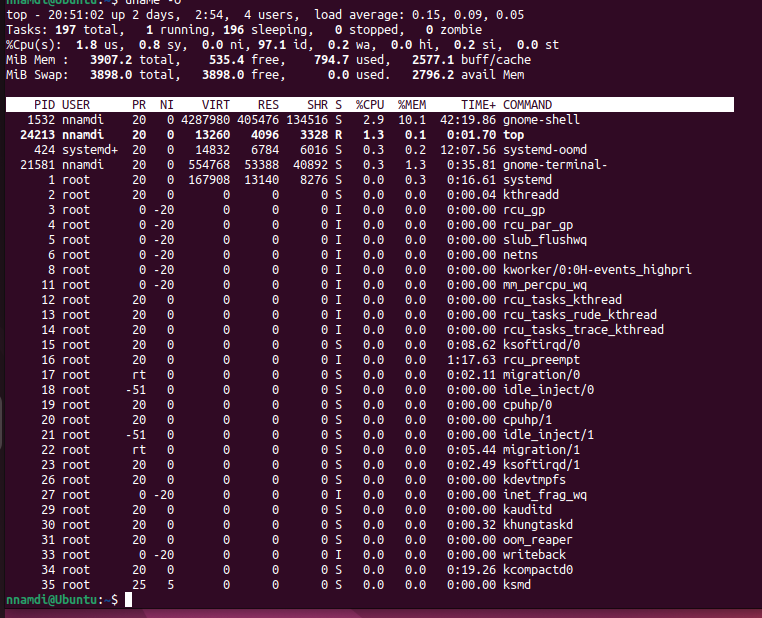 nnamdi@Ubuntu:~$ uname -o
top - 20:51:02 up 2 days,  2:54,  4 users,  load average: 0.15, 0.09, 0.05
Tasks: 197 total,   1 running, 196 sleeping,   0 stopped,   0 zombie
%Cpu(s):  1.8 us,  0.8 sy,  0.0 ni, 97.1 id,  0.2 wa,  0.0 hi,  0.2 si,  0.0 st
MiB Mem :   3907.2 total,    535.4 free,    794.7 used,   2577.1 buff/cache
MiB Swap:   3898.0 total,   3898.0 free,      0.0 used.   2796.2 avail Mem
PID USER      PR  NI    VIRT    RES    SHR S  %CPU  %MEM     TIME+ COMMAND
1532 nnamdi    20   0 4287980 405476 134516 S   2.9  10.1  42:19.86 gnome-shell
24213 nnamdi    20   0   13260   4096   3328 R   1.3   0.1   0:01.70 top
424 systemd+  20   0   14832   6784   6016 S   0.3   0.2  12:07.56 systemd-oomd
21581 nnamdi    20   0  554768  53388  40892 S   0.3   1.3   0:35.81 gnome-terminal-
1 root      20   0  167908  13140   8276 S   0.0   0.3   0:16.61 systemd
2 root      20   0       0      0      0 S   0.0   0.0   0:00.04 kthreadd
3 root       0 -20       0      0      0 I   0.0   0.0   0:00.00 rcu_gp
4 root       0 -20       0      0      0 I   0.0   0.0   0:00.00 rcu_par_gp
5 root       0 -20       0      0      0 I   0.0   0.0   0:00.00 slub_flushwq
6 root       0 -20       0      0      0 I   0.0   0.0   0:00.00 netns
8 root       0 -20       0      0      0 I   0.0   0.0   0:00.00 kworker/0:0H-events_highpri
11 root       0 -20       0      0      0 I   0.0   0.0   0:00.00 mm_percpu_wq
12 root      20   0       0      0      0 I   0.0   0.0   0:00.00 rcu_tasks_kthread
13 root      20   0       0      0      0 I   0.0   0.0   0:00.00 rcu_tasks_rude_kthread
14 root      20   0       0      0      0 I   0.0   0.0   0:00.00 rcu_tasks_trace_kthread
15 root      20   0       0      0      0 S   0.0   0.0   0:08.62 ksoftirqd/0
16 root      20   0       0      0      0 I   0.0   0.0   1:17.63 rcu_preempt
17 root      rt   0       0      0      0 S   0.0   0.0   0:02.11 migration/0
18 root     -51   0       0      0      0 S   0.0   0.0   0:00.00 idle_inject/0
19 root      20   0       0      0      0 S   0.0   0.0   0:00.00 cpuhp/0
20 root      20   0       0      0      0 S   0.0   0.0   0:00.00 cpuhp/1
21 root     -51   0       0      0      0 S   0.0   0.0   0:00.00 idle_inject/1
22 root      rt   0       0      0      0 S   0.0   0.0   0:05.44 migration/1
23 root      20   0       0      0      0 S   0.0   0.0   0:02.49 ksoftirqd/1
26 root      20   0       0      0      0 S   0.0   0.0   0:00.00 kdevtmpfs
27 root       0 -20       0      0      0 I   0.0   0.0   0:00.00 inet_frag_wq
29 root      20   0       0      0      0 S   0.0   0.0   0:00.00 kauditd
30 root      20   0       0      0      0 S   0.0   0.0   0:00.32 khungtaskd
31 root      20   0       0      0      0 S   0.0   0.0   0:00.00 oom_reaper
33 root       0 -20       0      0      0 I   0.0   0.0   0:00.00 writeback
34 root      20   0       0      0      0 S   0.0   0.0   0:19.26 kcompactd0
35 root      25   5       0      0      0 S   0.0   0.0   0:00.00 ksmd
nnamdi@Ubuntu:~$